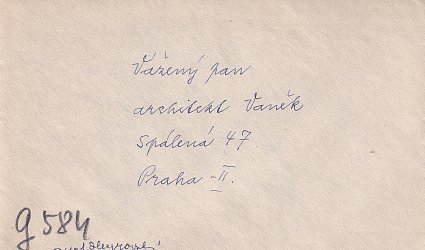 Vážený pan
architekt Vaněk
Spálená 47
Praha-II.
g 584